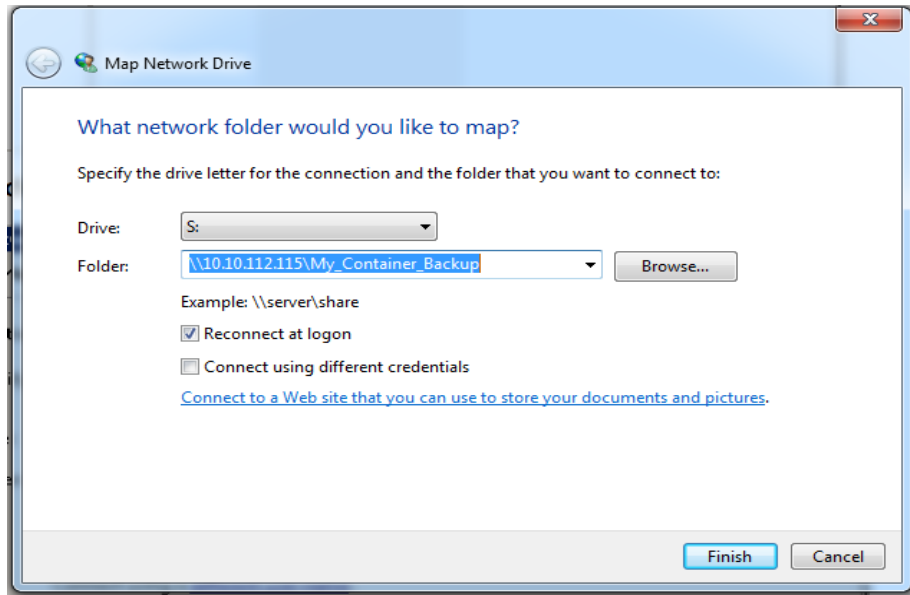 Map Network Drive
What network folder would you like to map?
Specify the drive letter for the connection and the folder that you want to connect to:
Drive: S:
Folder: \\10.10.112.115\My_Container_Backup Browse...
Example: \\server\share
Reconnect at logon
Connect using different credentials
Connect to a Web site that you can use to store your documents and pictures.
Finish Cancel